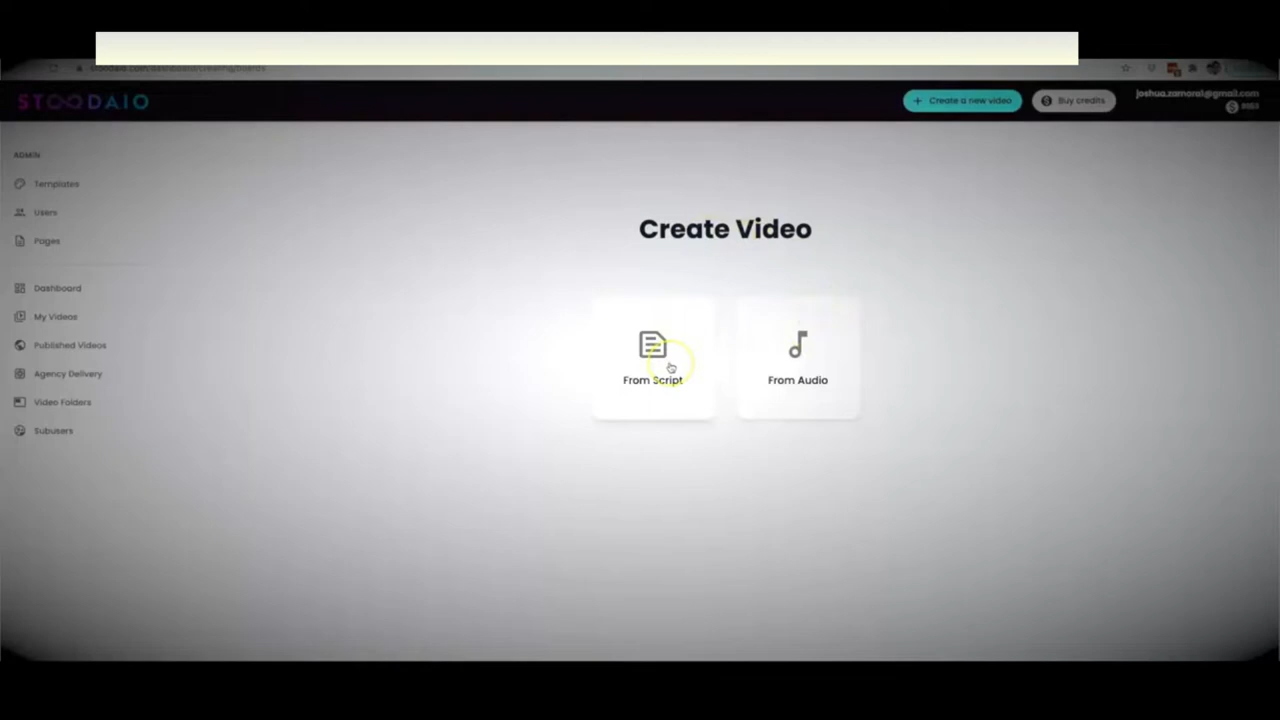 STOODAIO
Create a new video
Buy credits
joshua.zamora1@gmail.com
ADMIN
Templates
Users
Pages
Create Video
Dashboard
My Videos
Published Videos
Agency Delivery
Video Folders
Subusers
From Script
From Audio